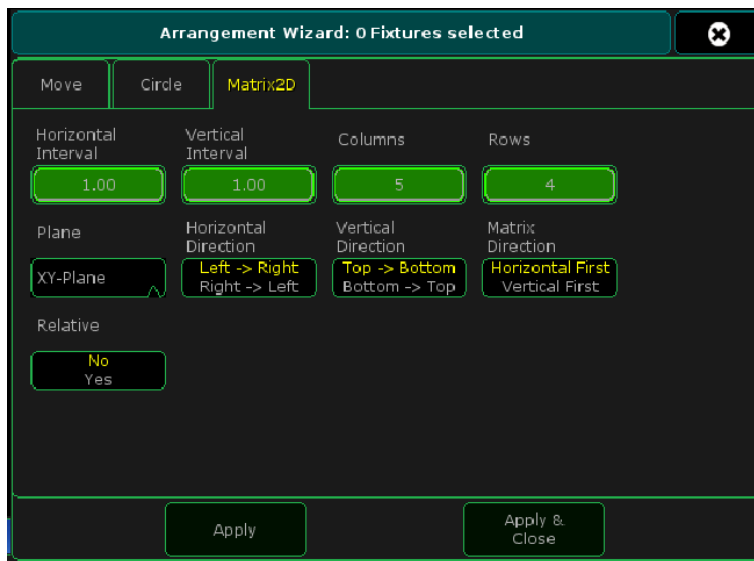 Arrangement Wizard: 0 Fixtures selected
Move Circle Matrix2D
Horizontal Interval
Vertical Interval
Columns
Rows
1.00 1.00 5 4
Plane
Horizontal Direction
Vertical Direction
Matrix Direction
XY-Plane
Left -> Right
Right -> Left
Top -> Bottom
Bottom -> Top
Horizontal First
Vertical First
Relative
No
Yes
Apply
Apply & Close